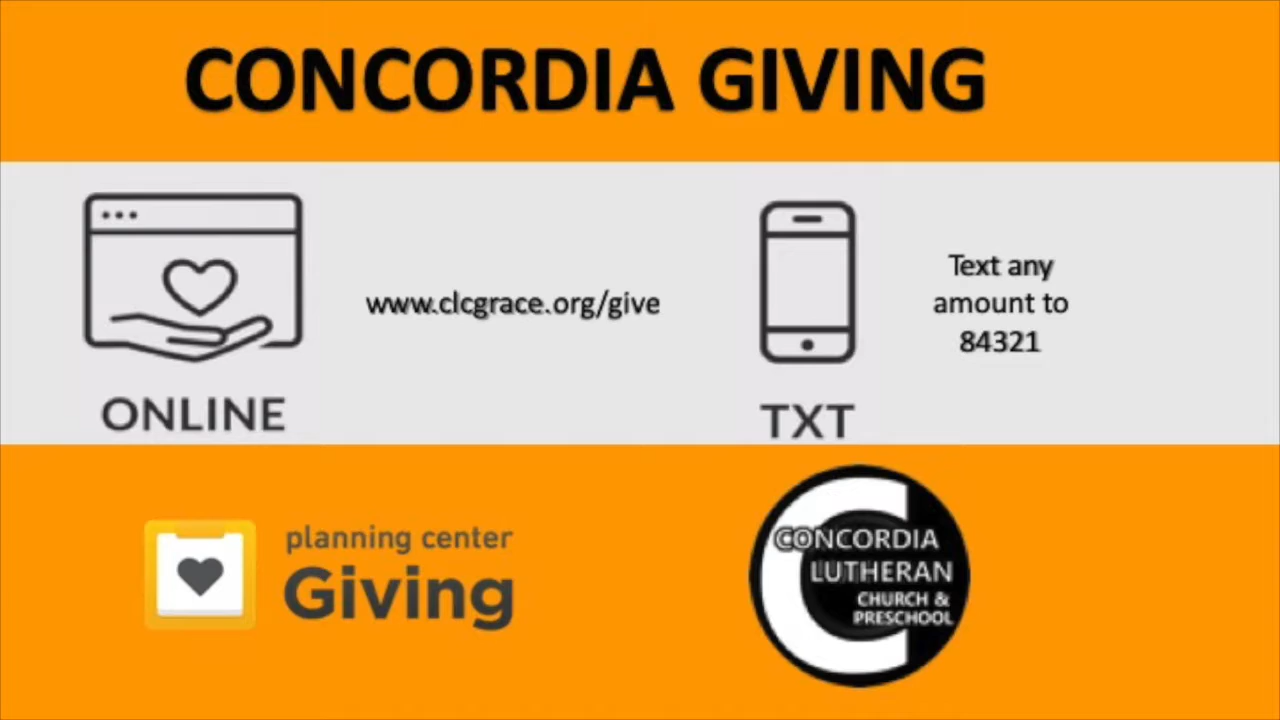 CONCORDIA GIVING
www.clcgrace.org/give
Text any
amount to
84321
ONLINE
TXT
planning center
Giving
CONCORDIA
LUTHERAN
CHURCH &
PRESCHOOL